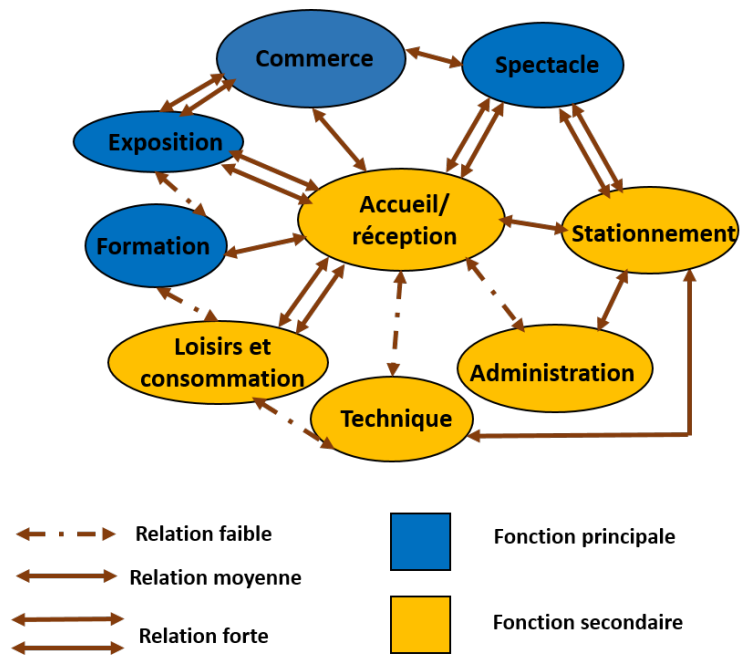 Commerce
Spectacle
Exposition
Accueil/
réception
Formation
Stationnement
Loisirs et
consommation
Administration
Technique
Relation faible
Fonction principale
Relation moyenne
Relation forte
Fonction secondaire